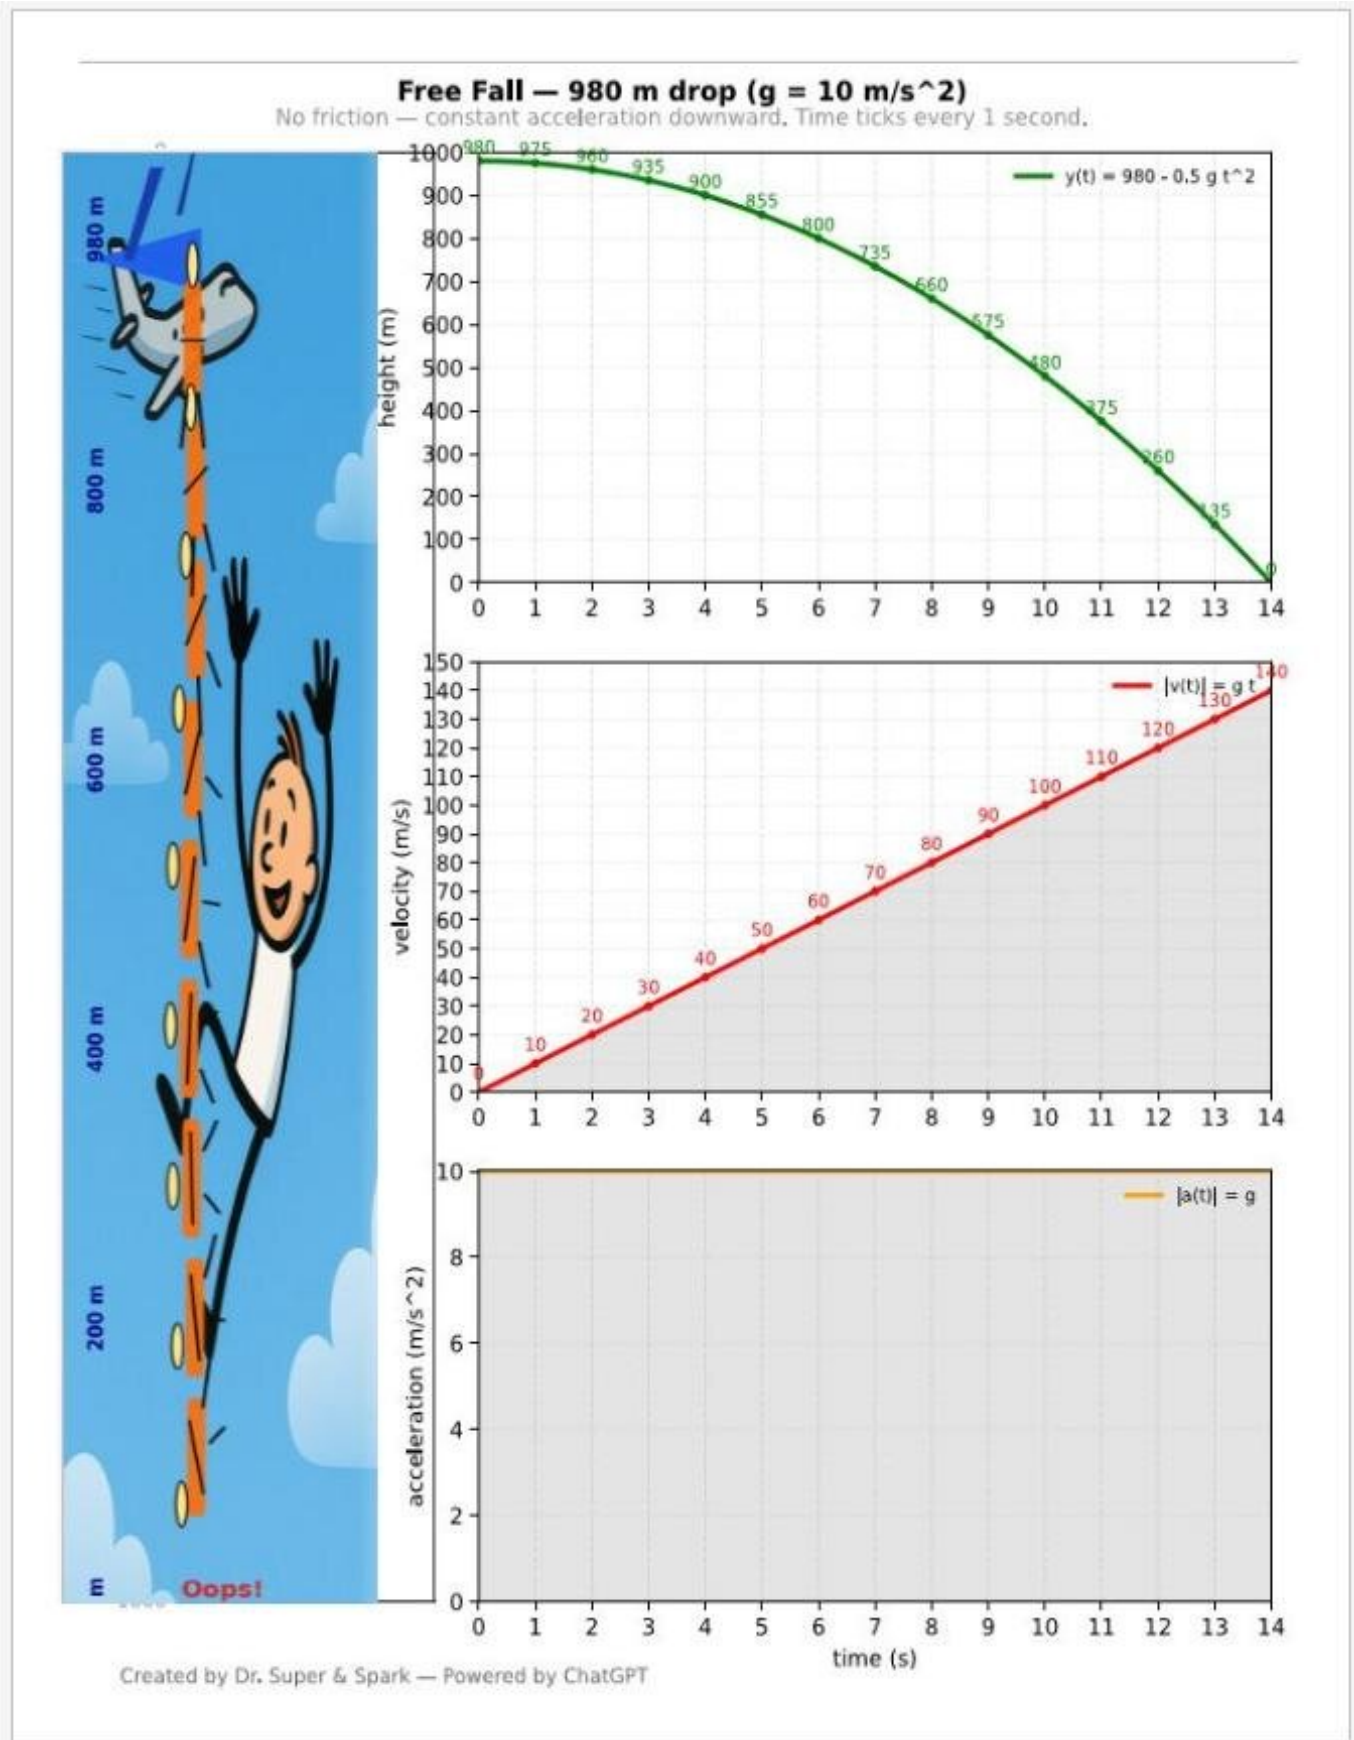 Free Fall — 980 m drop (g = 10 m/s^2)
No friction — constant acceleration downward. Time ticks every 1 second.
980 m
800 m
600 m
400 m
200 m
m
Oops!
height (m)
1000
900
800
700
600
500
400
300
200
100
0
980 975 960 935 900 855 800 735 660 575 480 375 260 135 0
y(t) = 980 - 0.5 g t^2
0 1 2 3 4 5 6 7 8 9 10 11 12 13 14
velocity (m/s)
150
140
130
120
110
100
90
80
70
60
50
40
30
20
10
0
0 10 20 30 40 50 60 70 80 90 100 110 120 130 140
|v(t)| = g t
0 1 2 3 4 5 6 7 8 9 10 11 12 13 14
acceleration (m/s^2)
10
8
6
4
2
0
|a(t)| = g
0 1 2 3 4 5 6 7 8 9 10 11 12 13 14
time (s)
Created by Dr. Super & Spark — Powered by ChatGPT